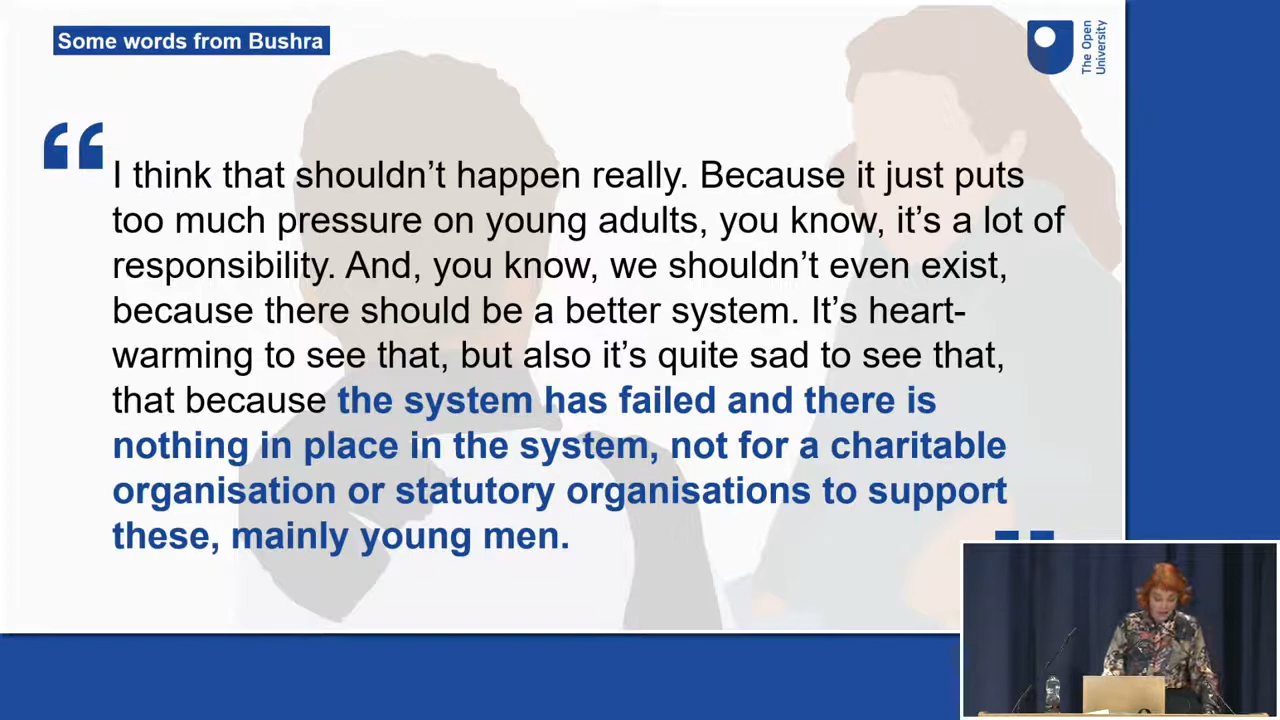 Some words from Bushra
The Open
University
“
I think that shouldn’t happen really. Because it just puts
too much pressure on young adults, you know, it’s a lot of
responsibility. And, you know, we shouldn’t even exist,
because there should be a better system. It’s heart-
warming to see that, but also it’s quite sad to see that,
that because the system has failed and there is
nothing in place in the system, not for a charitable
organisation or statutory organisations to support
these, mainly young men.